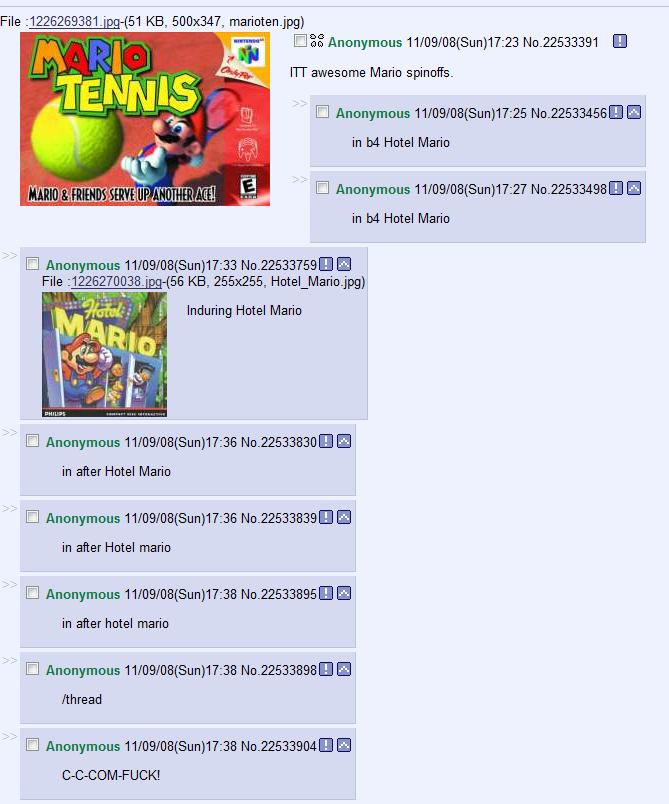 File :1226269381.jpg-(51 KB, 500x347, marioten.jpg)
MARIO
TENNIS
NINTENDO 64
Only For
MARIO & FRIENDS SERVE UP ANOTHER ACE!
E
Anonymous 11/09/08(Sun)17:23 No.22533391
ITT awesome Mario spinoffs.
>> Anonymous 11/09/08(Sun)17:25 No.22533456
in b4 Hotel Mario
>> Anonymous 11/09/08(Sun)17:27 No.22533498
in b4 Hotel Mario
>> Anonymous 11/09/08(Sun)17:33 No.22533759
File :1226270038.jpg-(56 KB, 255x255, Hotel_Mario.jpg)
Hotel
MARIO
PHILIPS
COMPACT DISC INTERACTIVE
Induring Hotel Mario
>> Anonymous 11/09/08(Sun)17:36 No.22533830
in after Hotel Mario
>> Anonymous 11/09/08(Sun)17:36 No.22533839
in after Hotel mario
>> Anonymous 11/09/08(Sun)17:38 No.22533895
in after hotel mario
>> Anonymous 11/09/08(Sun)17:38 No.22533898
/thread
>> Anonymous 11/09/08(Sun)17:38 No.22533904
C-C-COM-FUCK!